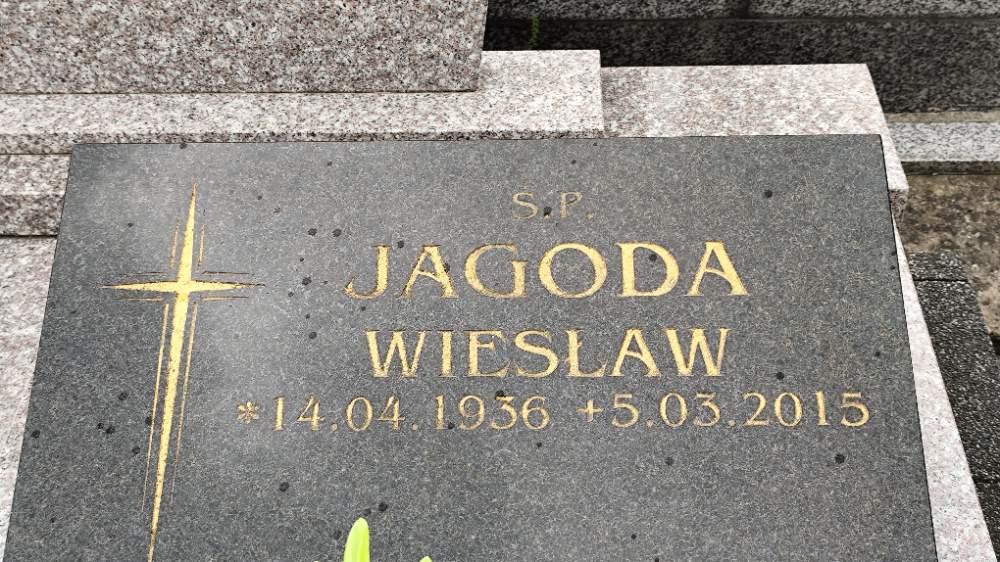 S.P.
JAGODA
WIESŁAW
*14.04.1936 +5.03.2015